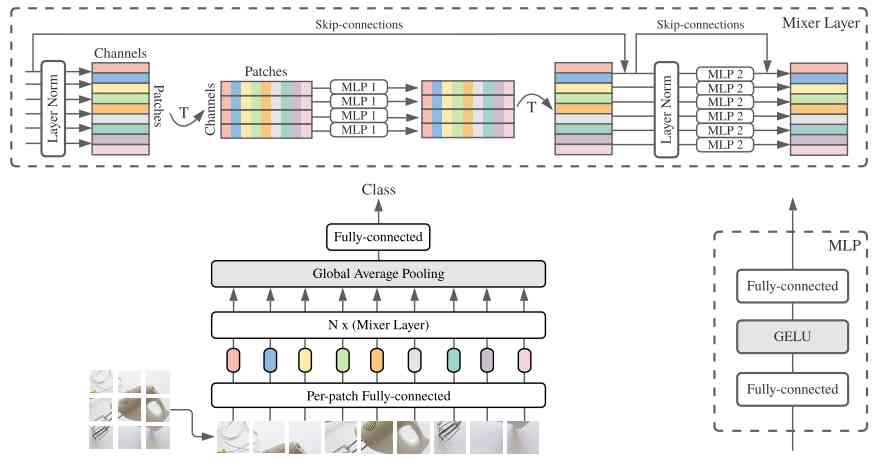 Skip-connections
Skip-connections
Mixer Layer
Channels
Layer Norm
Patches
T
Patches
Channels
MLP 1
MLP 1
MLP 1
MLP 1
T
Layer Norm
MLP 2
MLP 2
MLP 2
MLP 2
MLP 2
MLP 2
Class
Fully-connected
Global Average Pooling
N x (Mixer Layer)
Per-patch Fully-connected
MLP
Fully-connected
GELU
Fully-connected